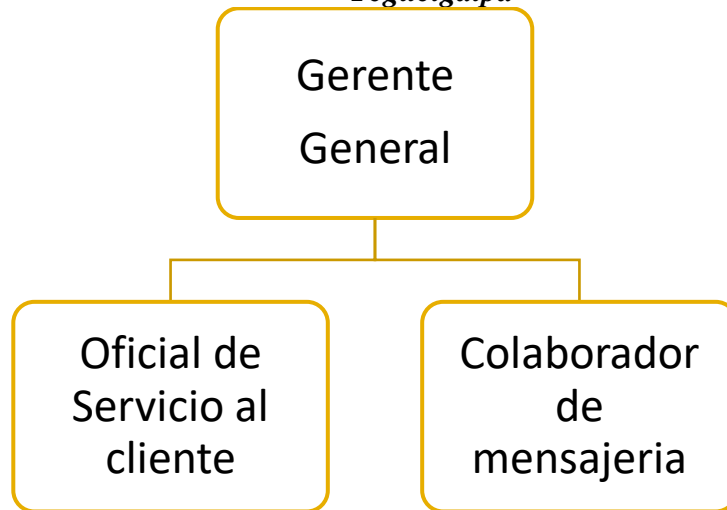 Gerente
General
Oficial de
Servicio al
cliente
Colaborador
de
mensajeria